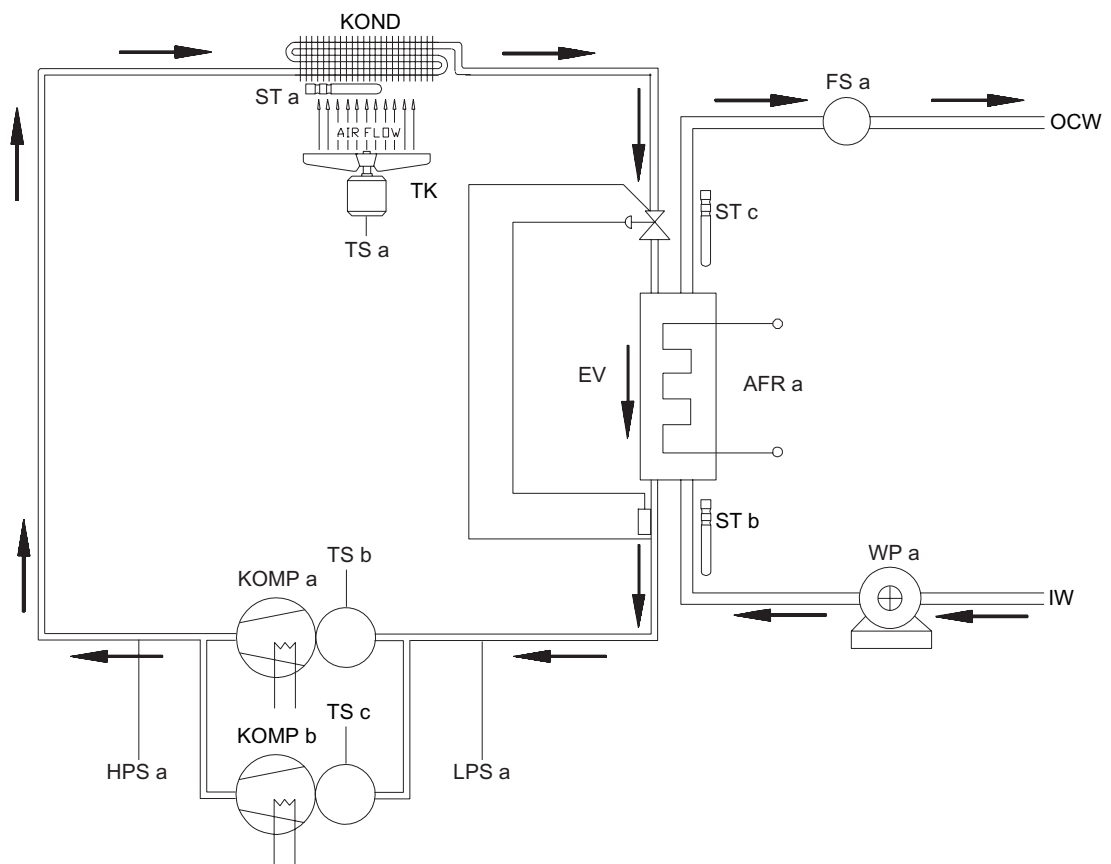 KOND
FS a
ST a
OCW
AIR FLOW
TK
ST c
TS a
EV
AFR a
ST b
TS b
WP a
KOMP a
IW
TS c
KOMP b
HPS a
LPS a